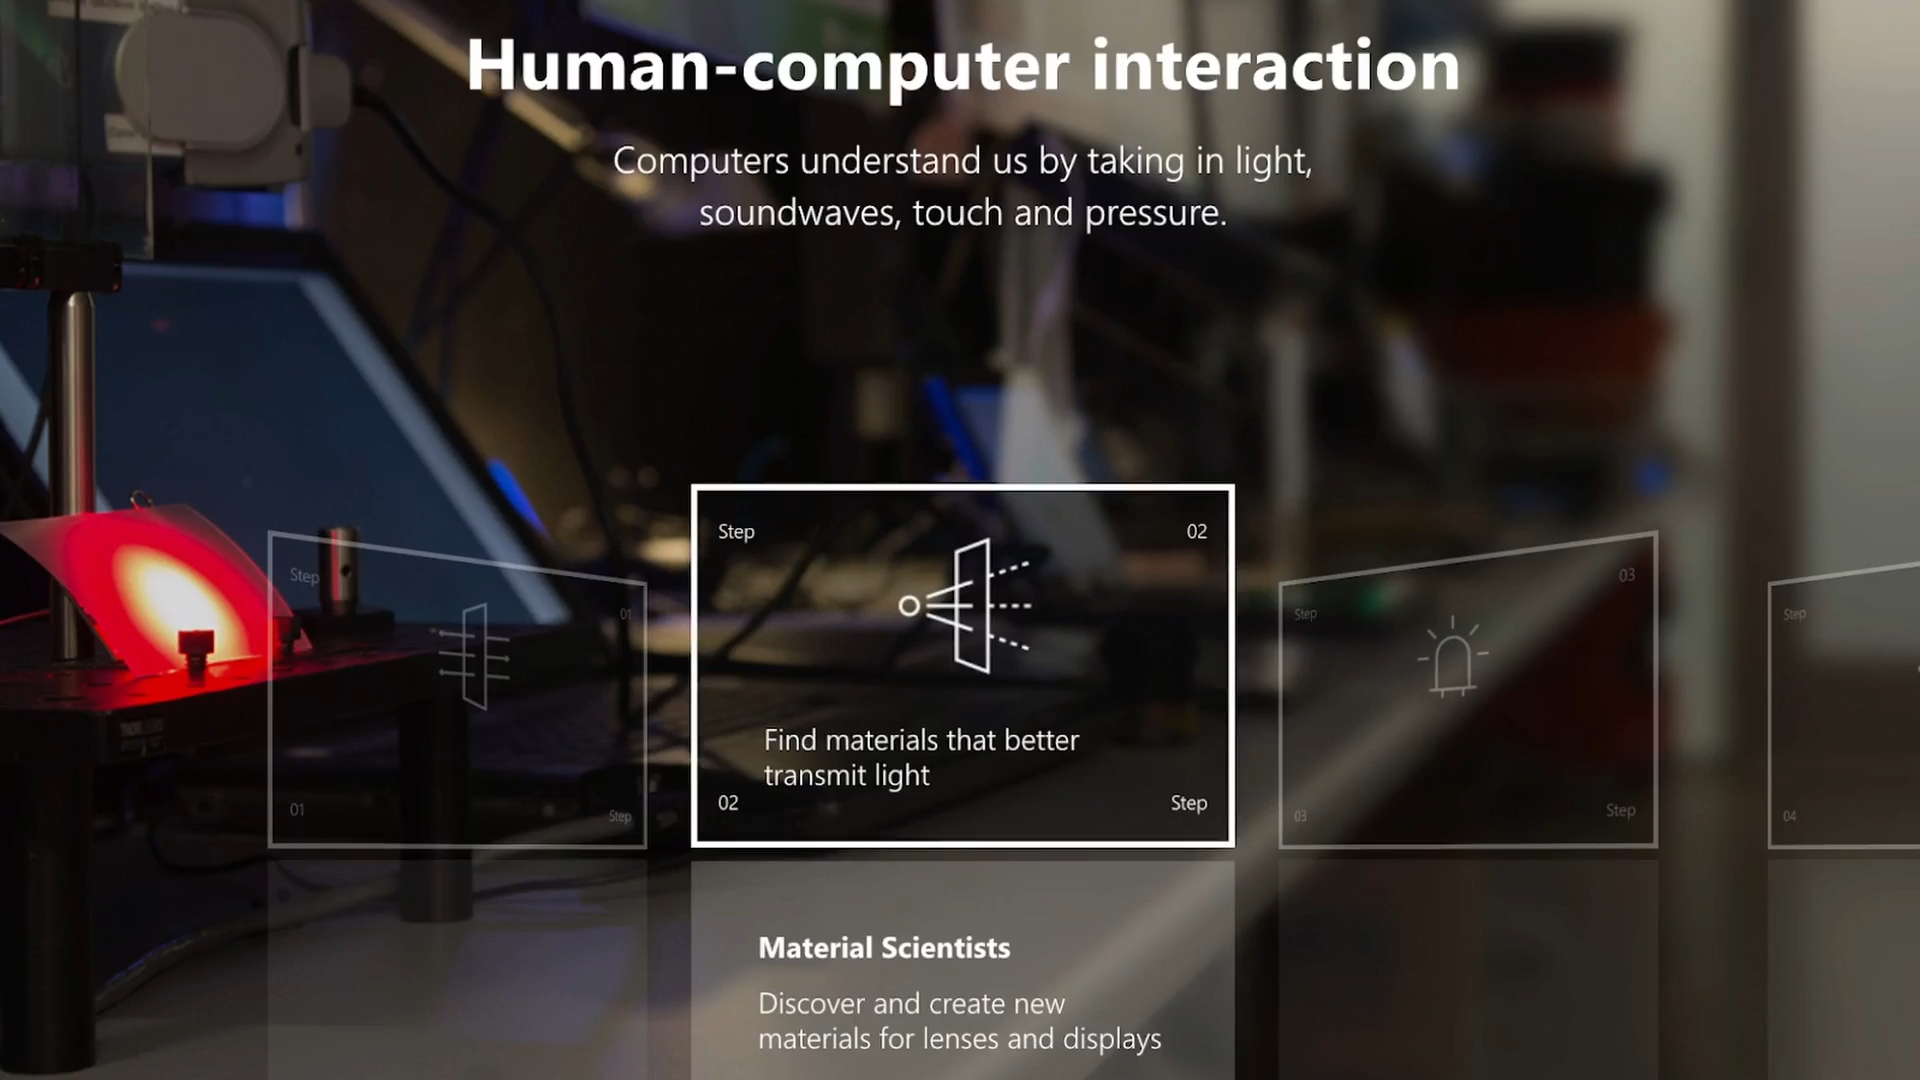 Human-computer interaction
Computers understand us by taking in light,
soundwaves, touch and pressure.
Step
01
01
Step
Step
02
Find materials that better
transmit light
02
Step
Step
03
03
Step
Step
04
Material Scientists
Discover and create new
materials for lenses and displays